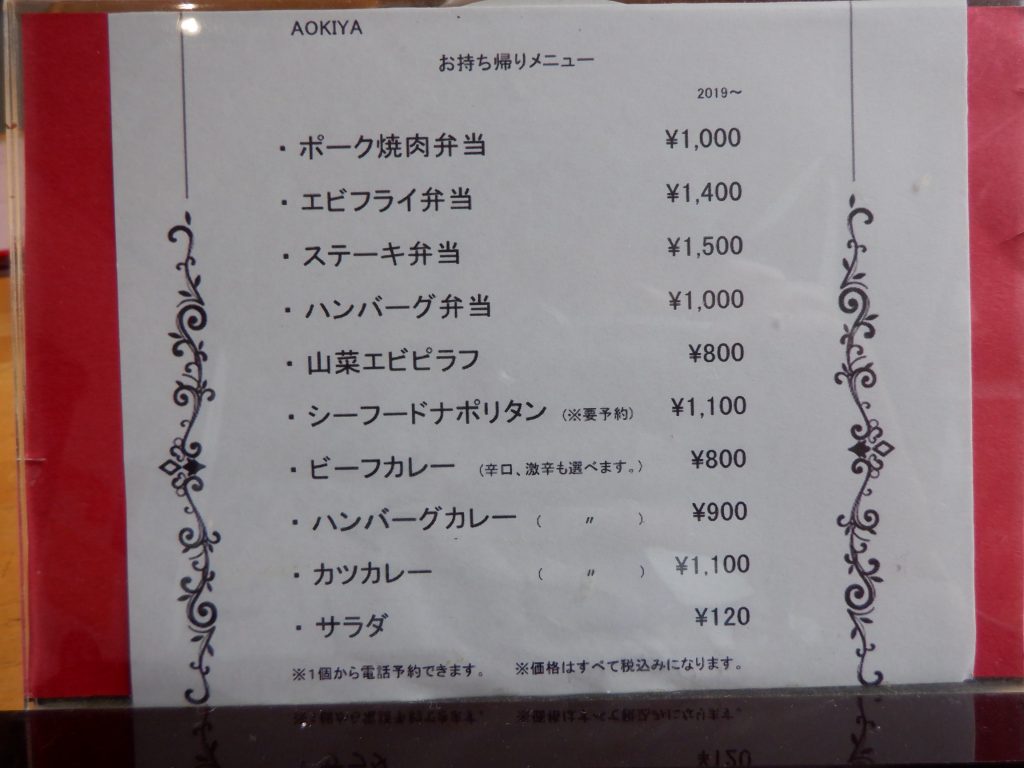 AOKIYA
お持ち帰りメニュー
2019～
・ポーク焼肉弁当 ¥1,000
・エビフライ弁当 ¥1,400
・ステーキ弁当 ¥1,500
・ハンバーグ弁当 ¥1,000
・山菜エビピラフ ¥800
・シーフードナポリタン (※要予約) ¥1,100
・ビーフカレー (辛口、激辛も選べます。) ¥800
・ハンバーグカレー ( 〃 ) ¥900
・カツカレー ( 〃 ) ¥1,100
・サラダ ¥120
※1個から電話予約できます。 ※価格はすべて税込みになります。